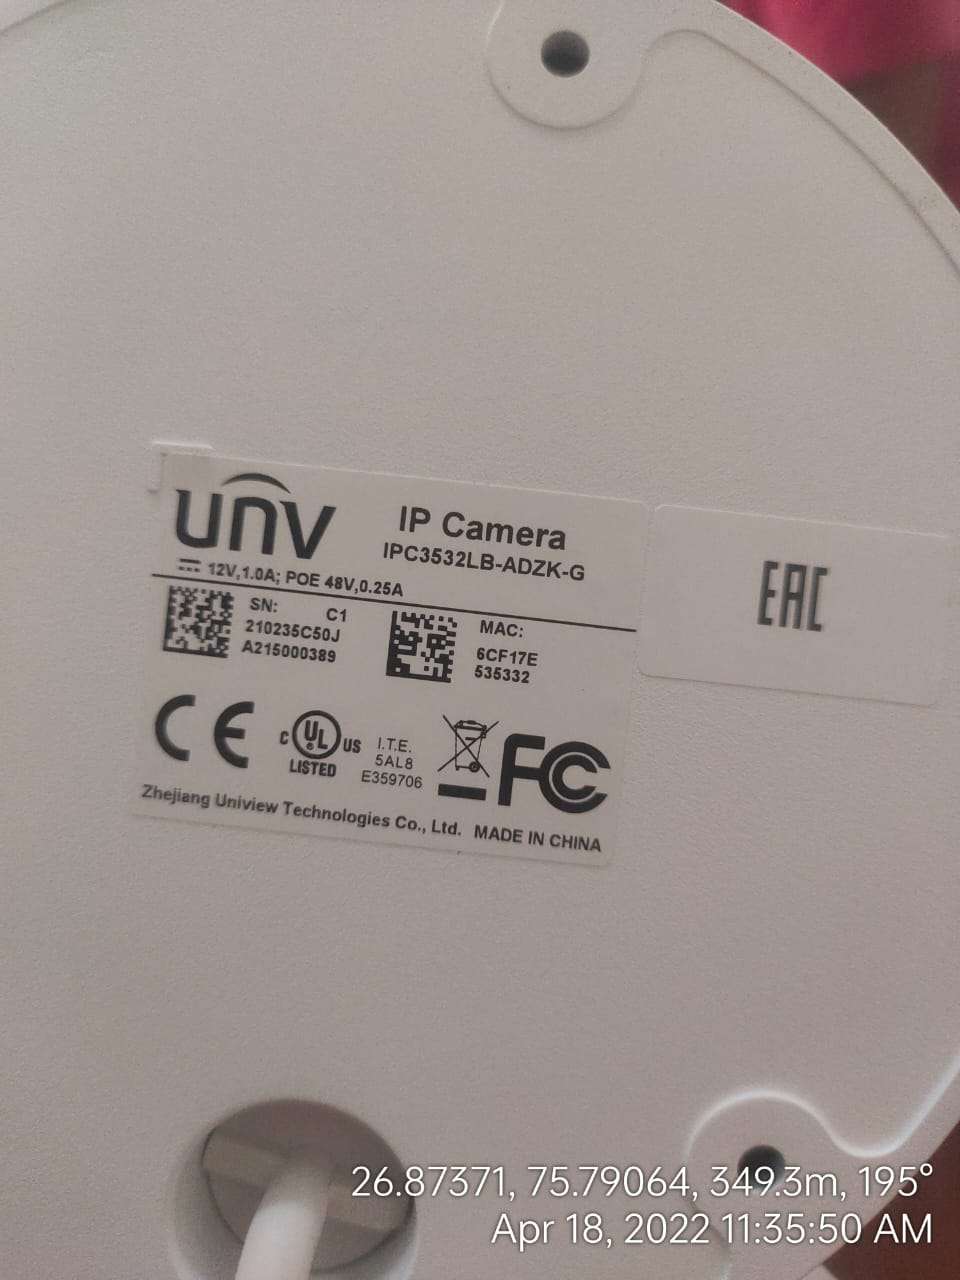 unv
IP Camera
IPC3532LB-ADZK-G
12V,1.0A; POE 48V,0.25A
SN: C1
210235C50J
A215000389
MAC:
6CF17E
535332
CE
C UL US
LISTED
I.T.E.
5AL8
E359706
FC
Zhejiang Uniview Technologies Co., Ltd. MADE IN CHINA
EAC
26.87371, 75.79064, 349.3m, 195°
Apr 18, 2022 11:35:50 AM